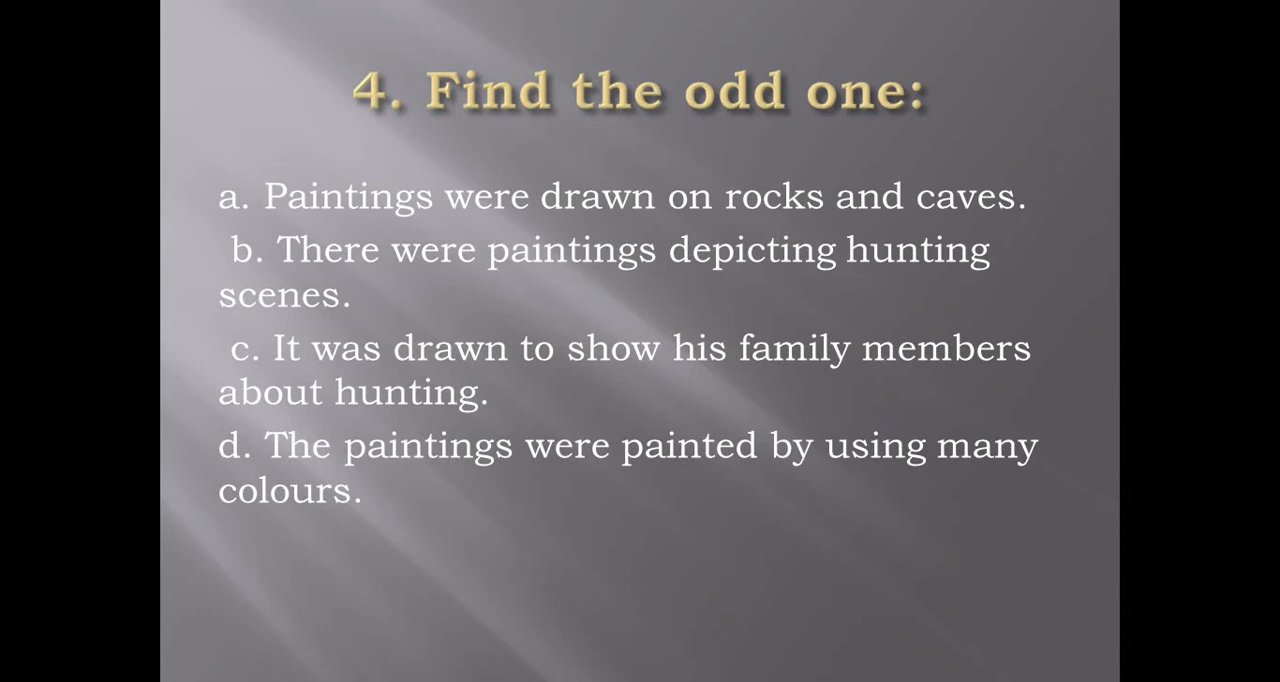 4. Find the odd one:
a. Paintings were drawn on rocks and caves.
b. There were paintings depicting hunting
scenes.
c. It was drawn to show his family members
about hunting.
d. The paintings were painted by using many
colours.